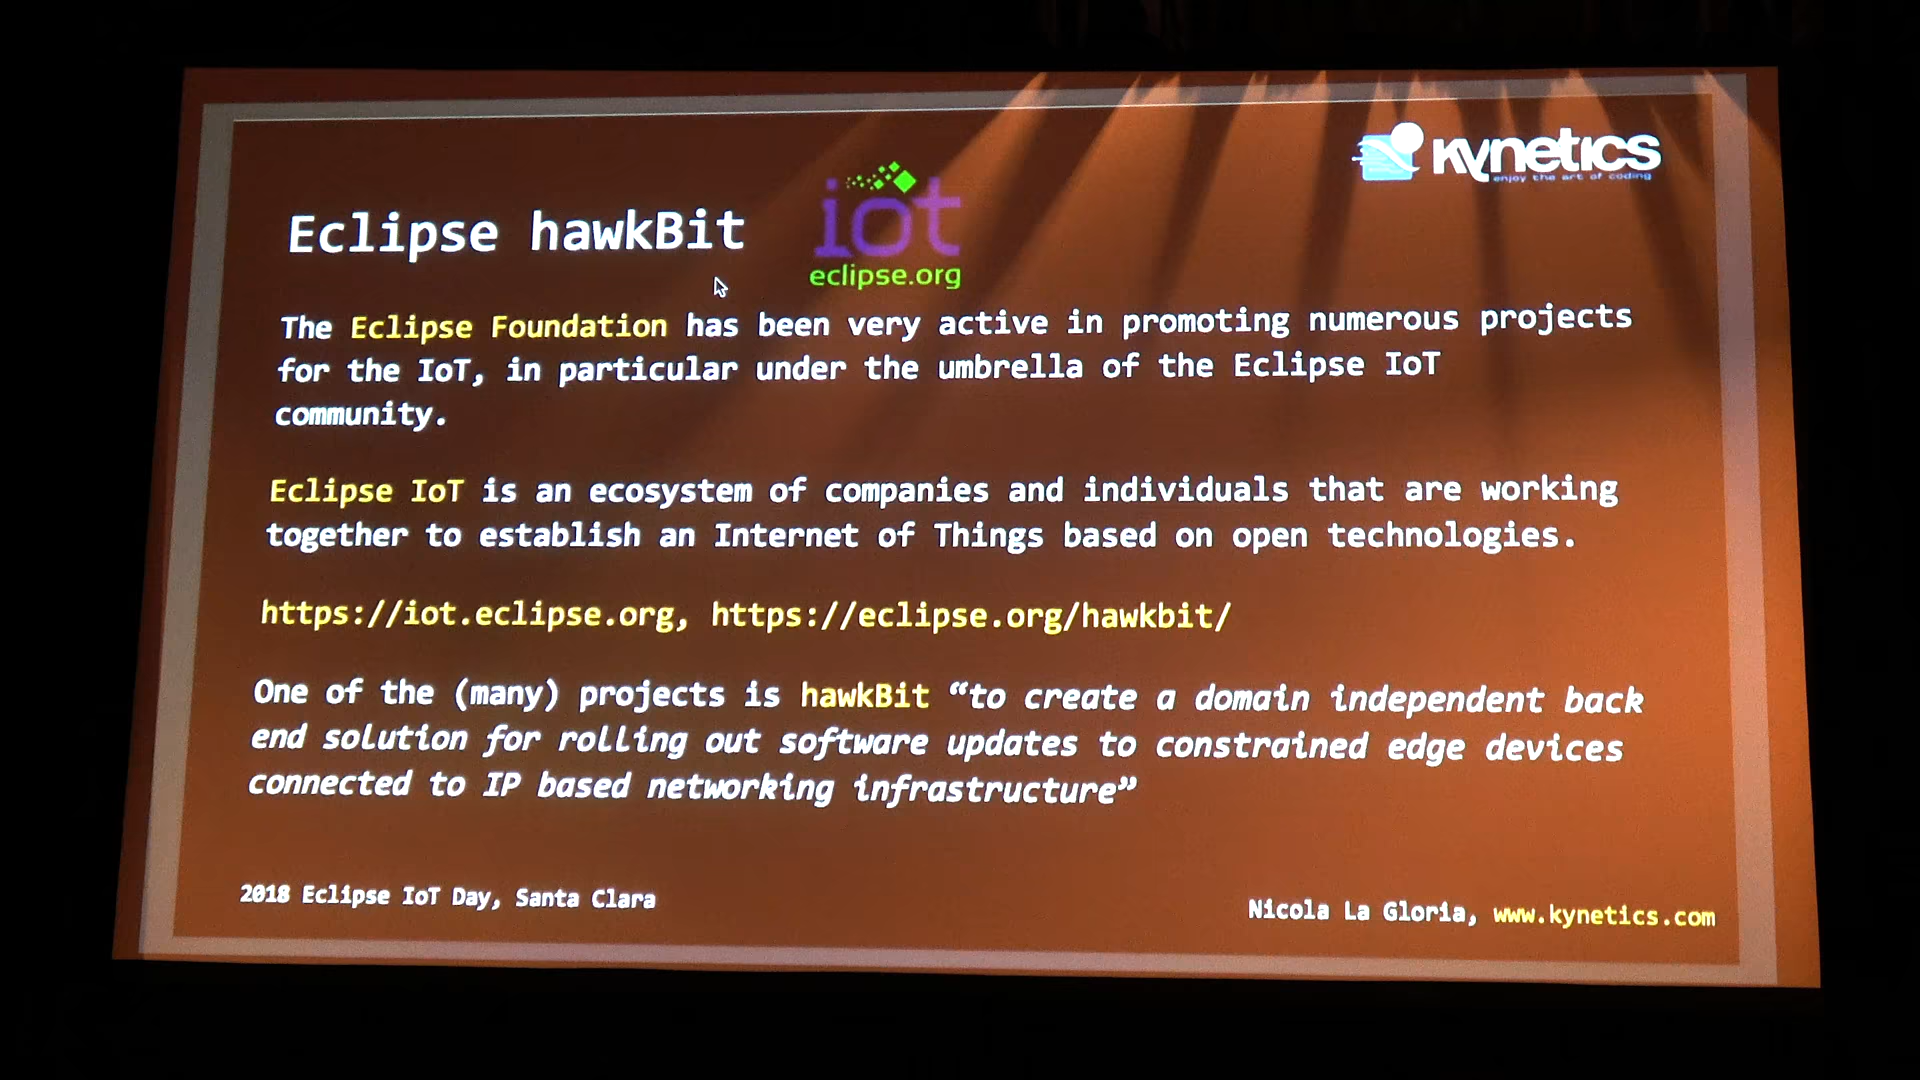 kynetics
enjoy the art of coding
iot
eclipse.org
Eclipse hawkBit
The Eclipse Foundation has been very active in promoting numerous projects
for the IoT, in particular under the umbrella of the Eclipse IoT
community.
Eclipse IoT is an ecosystem of companies and individuals that are working
together to establish an Internet of Things based on open technologies.
https://iot.eclipse.org, https://eclipse.org/hawkbit/
One of the (many) projects is hawkBit “to create a domain independent back
end solution for rolling out software updates to constrained edge devices
connected to IP based networking infrastructure”
2018 Eclipse IoT Day, Santa Clara
Nicola La Gloria, www.kynetics.com